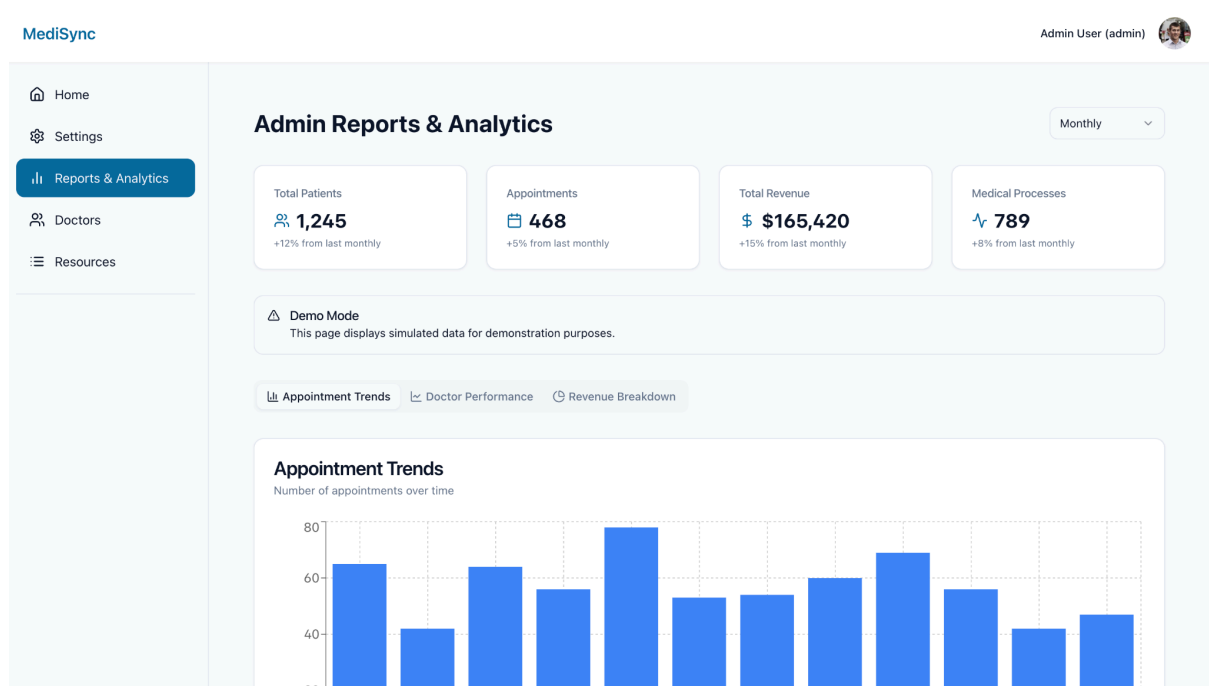 MediSync
Admin User (admin)
Home
Settings
Reports & Analytics
Doctors
Resources
Admin Reports & Analytics
Monthly
Total Patients
1,245
+12% from last monthly
Appointments
468
+5% from last monthly
Total Revenue
$165,420
+15% from last monthly
Medical Processes
789
+8% from last monthly
Demo Mode
This page displays simulated data for demonstration purposes.
Appointment Trends
Doctor Performance
Revenue Breakdown
Appointment Trends
Number of appointments over time
80
60
40